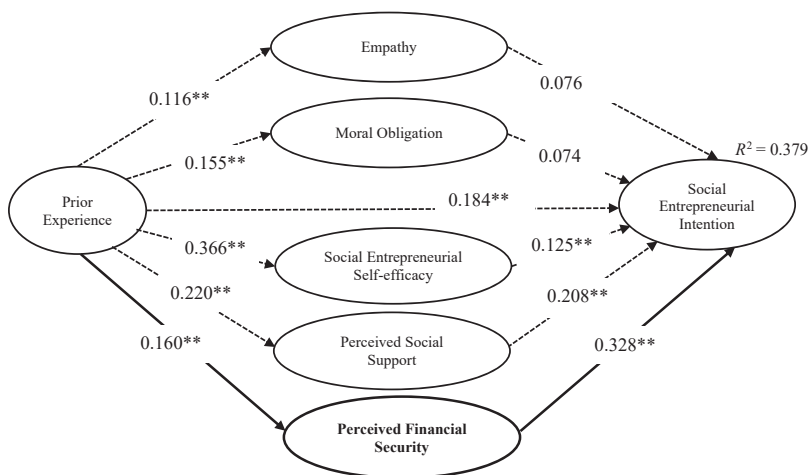 Empathy
0.116**
0.076
Moral Obligation
0.155**
0.074
R² = 0.379
Prior
Experience
0.184**
Social
Entrepreneurial
Intention
0.366**
Social Entrepreneurial
Self-efficacy
0.125**
0.220**
0.208**
Perceived Social
Support
0.160**
0.328**
Perceived Financial
Security